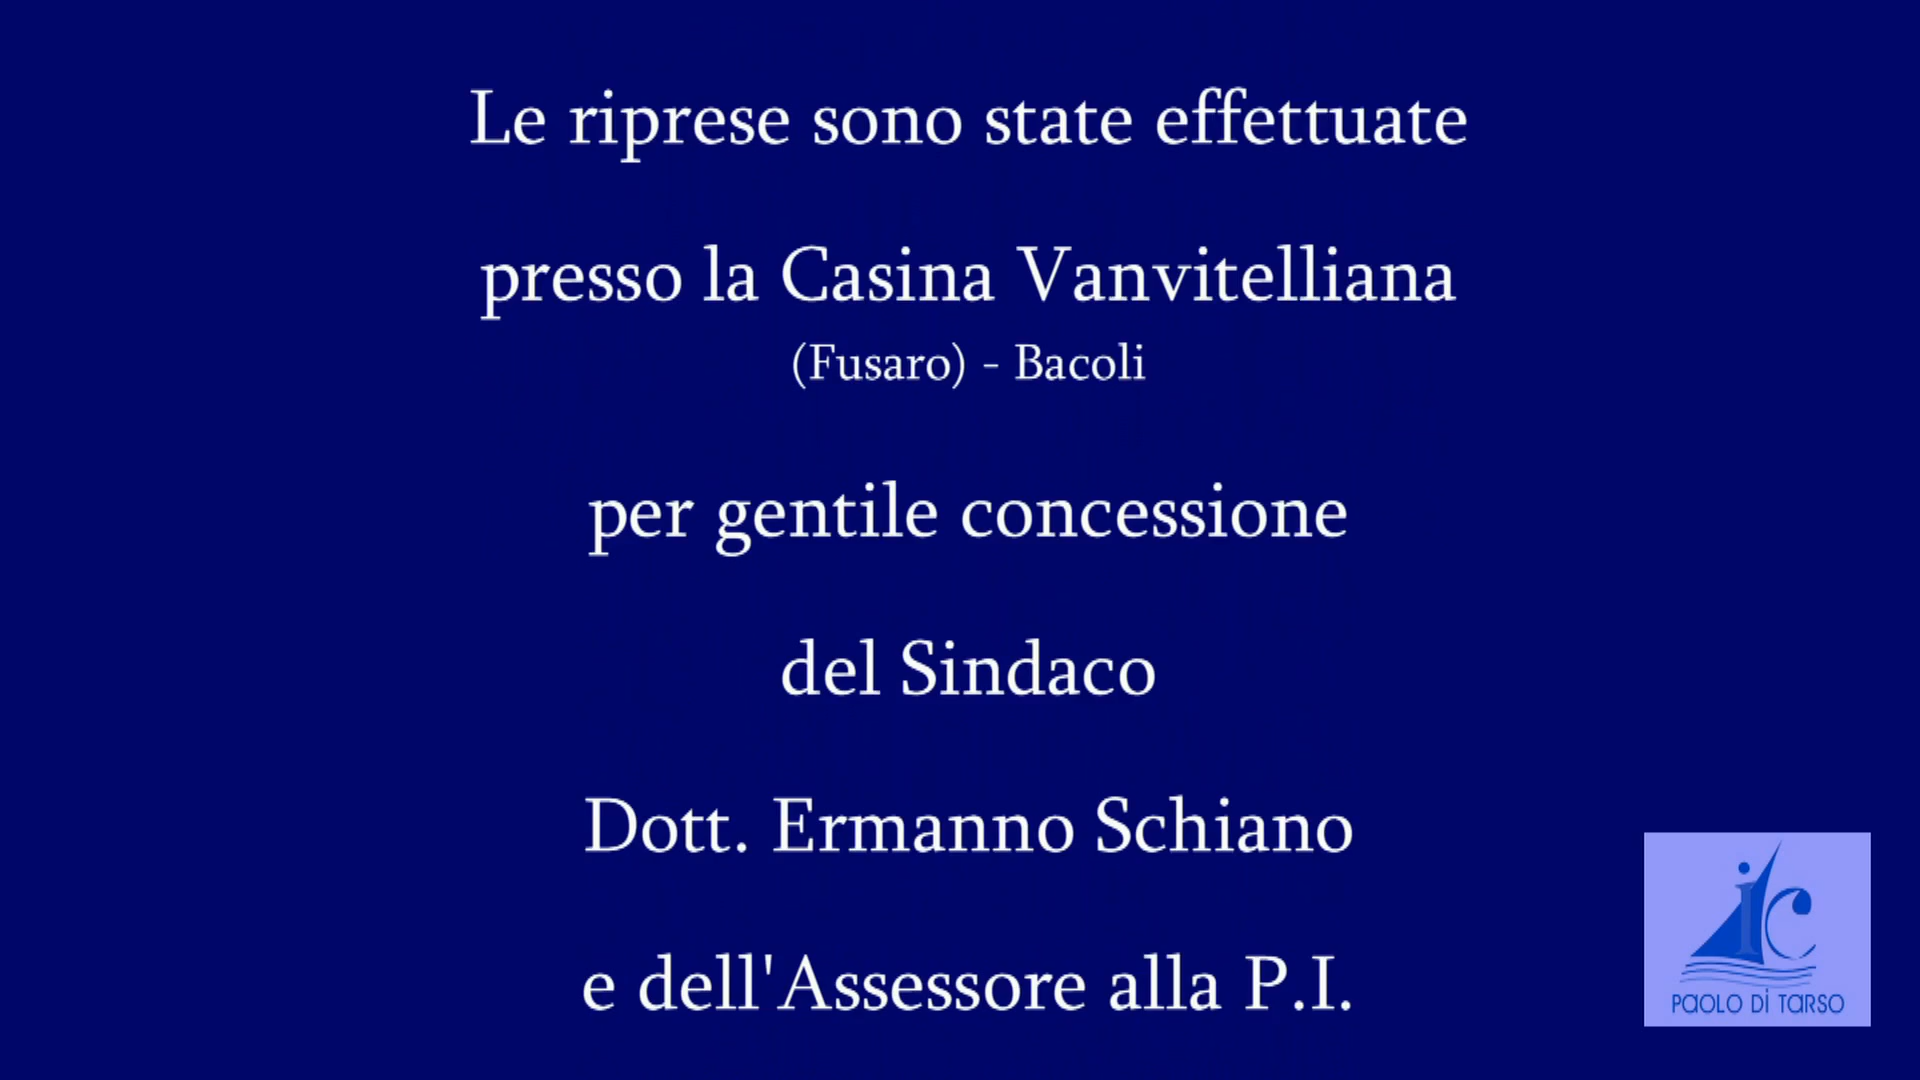 Le riprese sono state effettuate
presso la Casina Vanvitelliana
(Fusaro) - Bacoli
per gentile concessione
del Sindaco
Dott. Ermanno Schiano
e dell'Assessore alla P.I.
ic
PAOLO Di TARSO